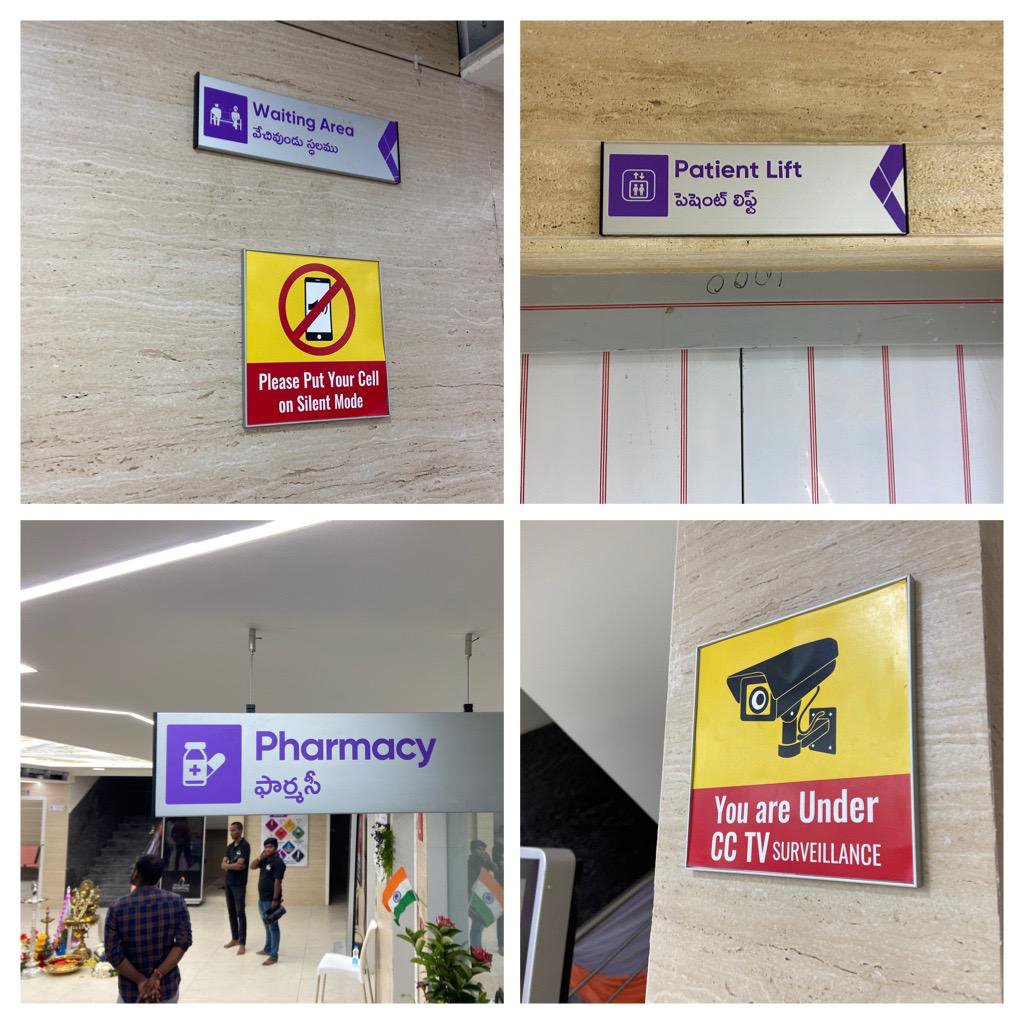 Waiting Area
వేచివుండు స్థలము
Please Put Your Cell
on Silent Mode
Patient Lift
పెషెంట్ లిఫ్ట్
Pharmacy
ఫార్మసీ
You are Under
CC TV SURVEILLANCE